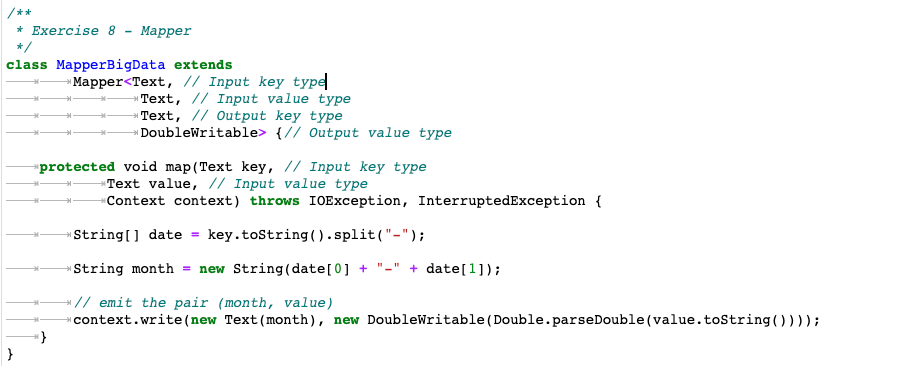 /**
 * Exercise 8 - Mapper
 */
class MapperBigData extends
		Mapper<Text, // Input key type
				Text, // Input value type
				Text, // Output key type
				DoubleWritable> {// Output value type

	protected void map(Text key, // Input key type
			Text value, // Input value type
			Context context) throws IOException, InterruptedException {

		String[] date = key.toString().split("-");

		String month = new String(date[0] + "-" + date[1]);

		// emit the pair (month, value)
		context.write(new Text(month), new DoubleWritable(Double.parseDouble(value.toString())));
	}
}